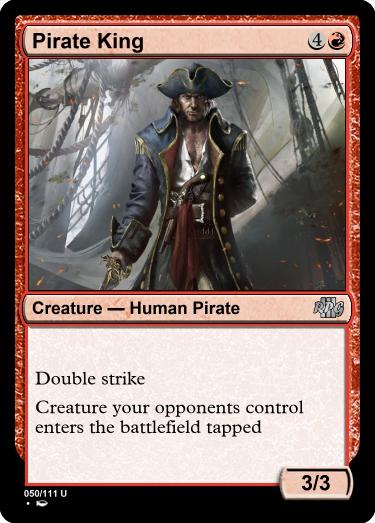 Pirate King 4
Creature — Human Pirate
RPG
Double strike
Creature your opponents control
enters the battlefield tapped
3/3
050/111 U